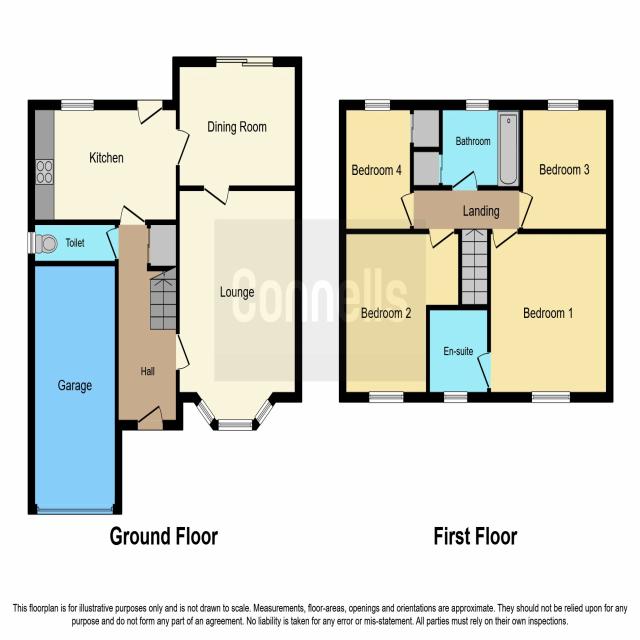 Dining Room
Kitchen
Toilet
Lounge
Hall
Garage
Ground Floor
Bathroom
Bedroom 4
Bedroom 3
Landing
Bedroom 2
Bedroom 1
En-suite
First Floor
Connells
This floorplan is for illustrative purposes only and is not drawn to scale. Measurements, floor-areas, openings and orientations are approximate. They should not be relied upon for any
purpose and do not form any part of an agreement. No liability is taken for any error or mis-statement. All parties must rely on their own inspections.